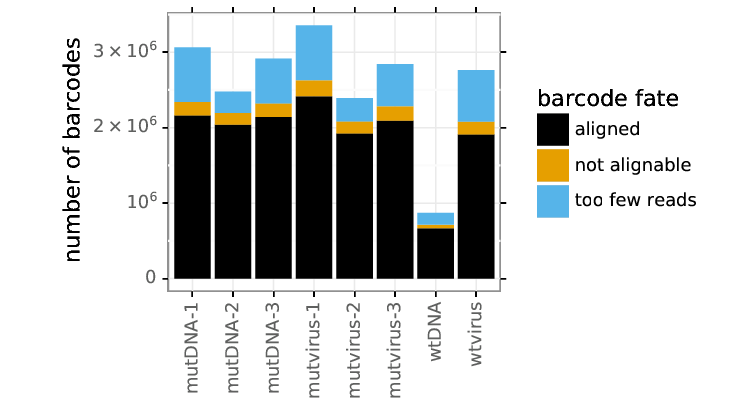 number of barcodes
3 × 10⁶
2 × 10⁶
10⁶
0
mutDNA-1
mutDNA-2
mutDNA-3
mutvirus-1
mutvirus-2
mutvirus-3
wtDNA
wtvirus
barcode fate
aligned
not alignable
too few reads